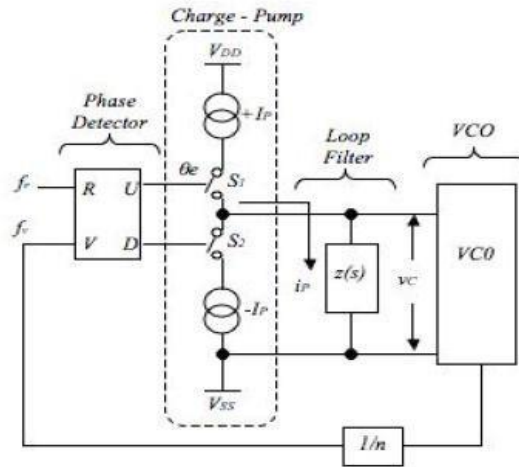 Charge - Pump
VDD
Phase
Detector
+IP
Loop
Filter
VCO
fr
R
U
θe
S1
fv
V
D
S2
iP
z(s)
vC
VC0
-IP
VSS
1/n